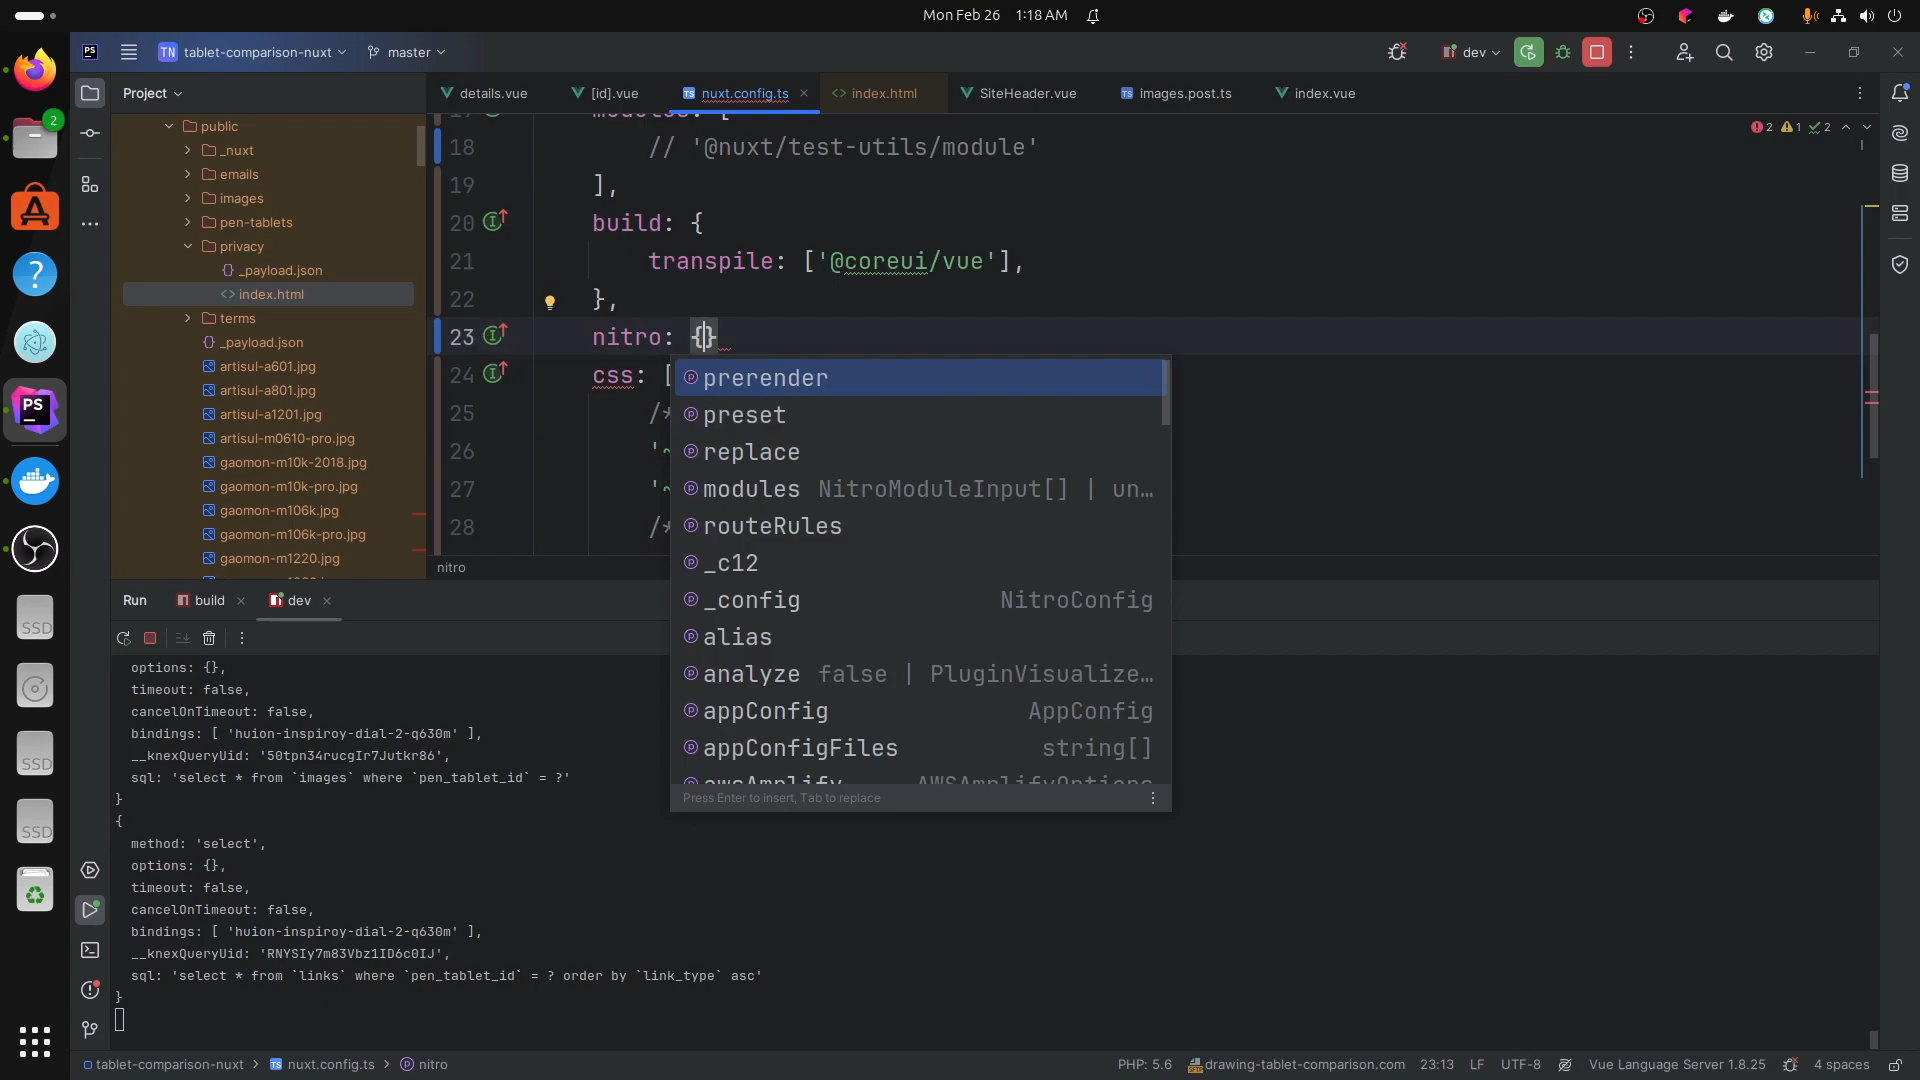 Mon Feb 26 1:18 AM
PS
TN tablet-comparison-nuxt
master
dev
Project
details.vue
[id].vue
TS nuxt.config.ts
index.html
SiteHeader.vue
TS images.post.ts
index.vue
2
public
_nuxt
emails
images
pen-tablets
privacy
_payload.json
index.html
terms
_payload.json
artisul-a601.jpg
artisul-a801.jpg
artisul-a1201.jpg
artisul-m0610-pro.jpg
gaomon-m10k-2018.jpg
gaomon-m10k-pro.jpg
gaomon-m106k.jpg
gaomon-m106k-pro.jpg
gaomon-m1220.jpg
2 1 2
18 // '@nuxt/test-utils/module'
19 ],
20 build: {
21 transpile: ['@coreui/vue'],
22 },
23 nitro: {}
24 css: [
25 /*
26 '~
27 '~
28 /*
nitro
prerender
preset
replace
modules NitroModuleInput[] | un…
routeRules
_c12
_config NitroConfig
alias
analyze false | PluginVisualize…
appConfig AppConfig
appConfigFiles string[]
awsAmplify AWSAmplifyOptions
Press Enter to insert, Tab to replace
Run
build
dev
options: {},
timeout: false,
cancelOnTimeout: false,
bindings: [ 'huion-inspiroy-dial-2-q630m' ],
__knexQueryUid: '50tpn34rucgIr7Jutkr86',
sql: 'select * from `images` where `pen_tablet_id` = ?'
}
{
method: 'select',
options: {},
timeout: false,
cancelOnTimeout: false,
bindings: [ 'huion-inspiroy-dial-2-q630m' ],
__knexQueryUid: 'RNYSIy7m83Vbz1ID6c0IJ',
sql: 'select * from `links` where `pen_tablet_id` = ? order by `link_type` asc'
}
PS
SSD
SSD
SSD
tablet-comparison-nuxt > TS nuxt.config.ts > nitro
PHP: 5.6
drawing-tablet-comparison.com
23:13
LF
UTF-8
Vue Language Server 1.8.25
4 spaces